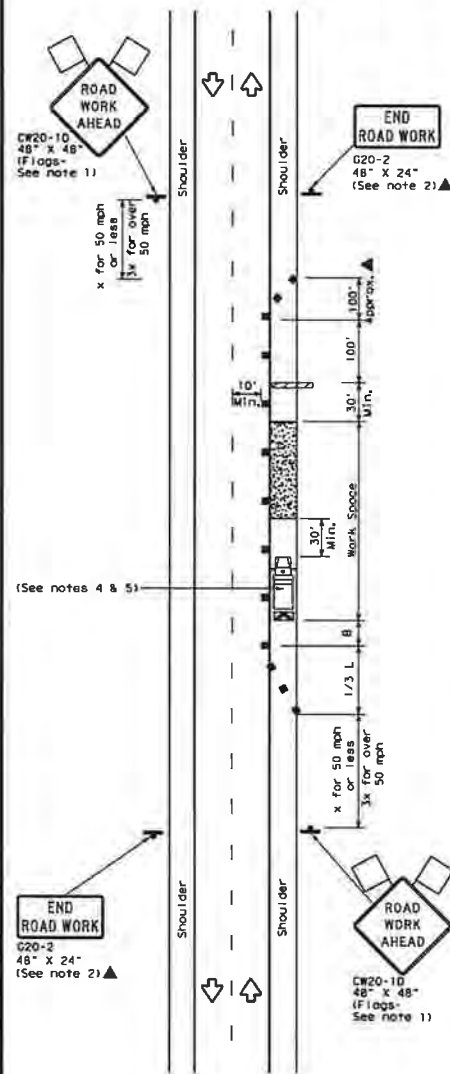 ROAD
WORK
AHEAD
CW20-1D
48" X 48"
(Flags-
See note 1)
Shoulder
Shoulder
END
ROAD WORK
G20-2
48" X 24"
(See note 2)▲
x for 50 mph
or less
3x for over
50 mph
100'
Approx.▲
100'
10'
Min.
30'
Min.
Work Space
30'
Min.
(See notes 4 & 5)
B
1/3 L
x for 50 mph
or less
3x for over
50 mph
END
ROAD WORK
G20-2
48" X 24"
(See note 2)▲
Shoulder
Shoulder
ROAD
WORK
AHEAD
CW20-1D
48" X 48"
(Flags-
See note 1)